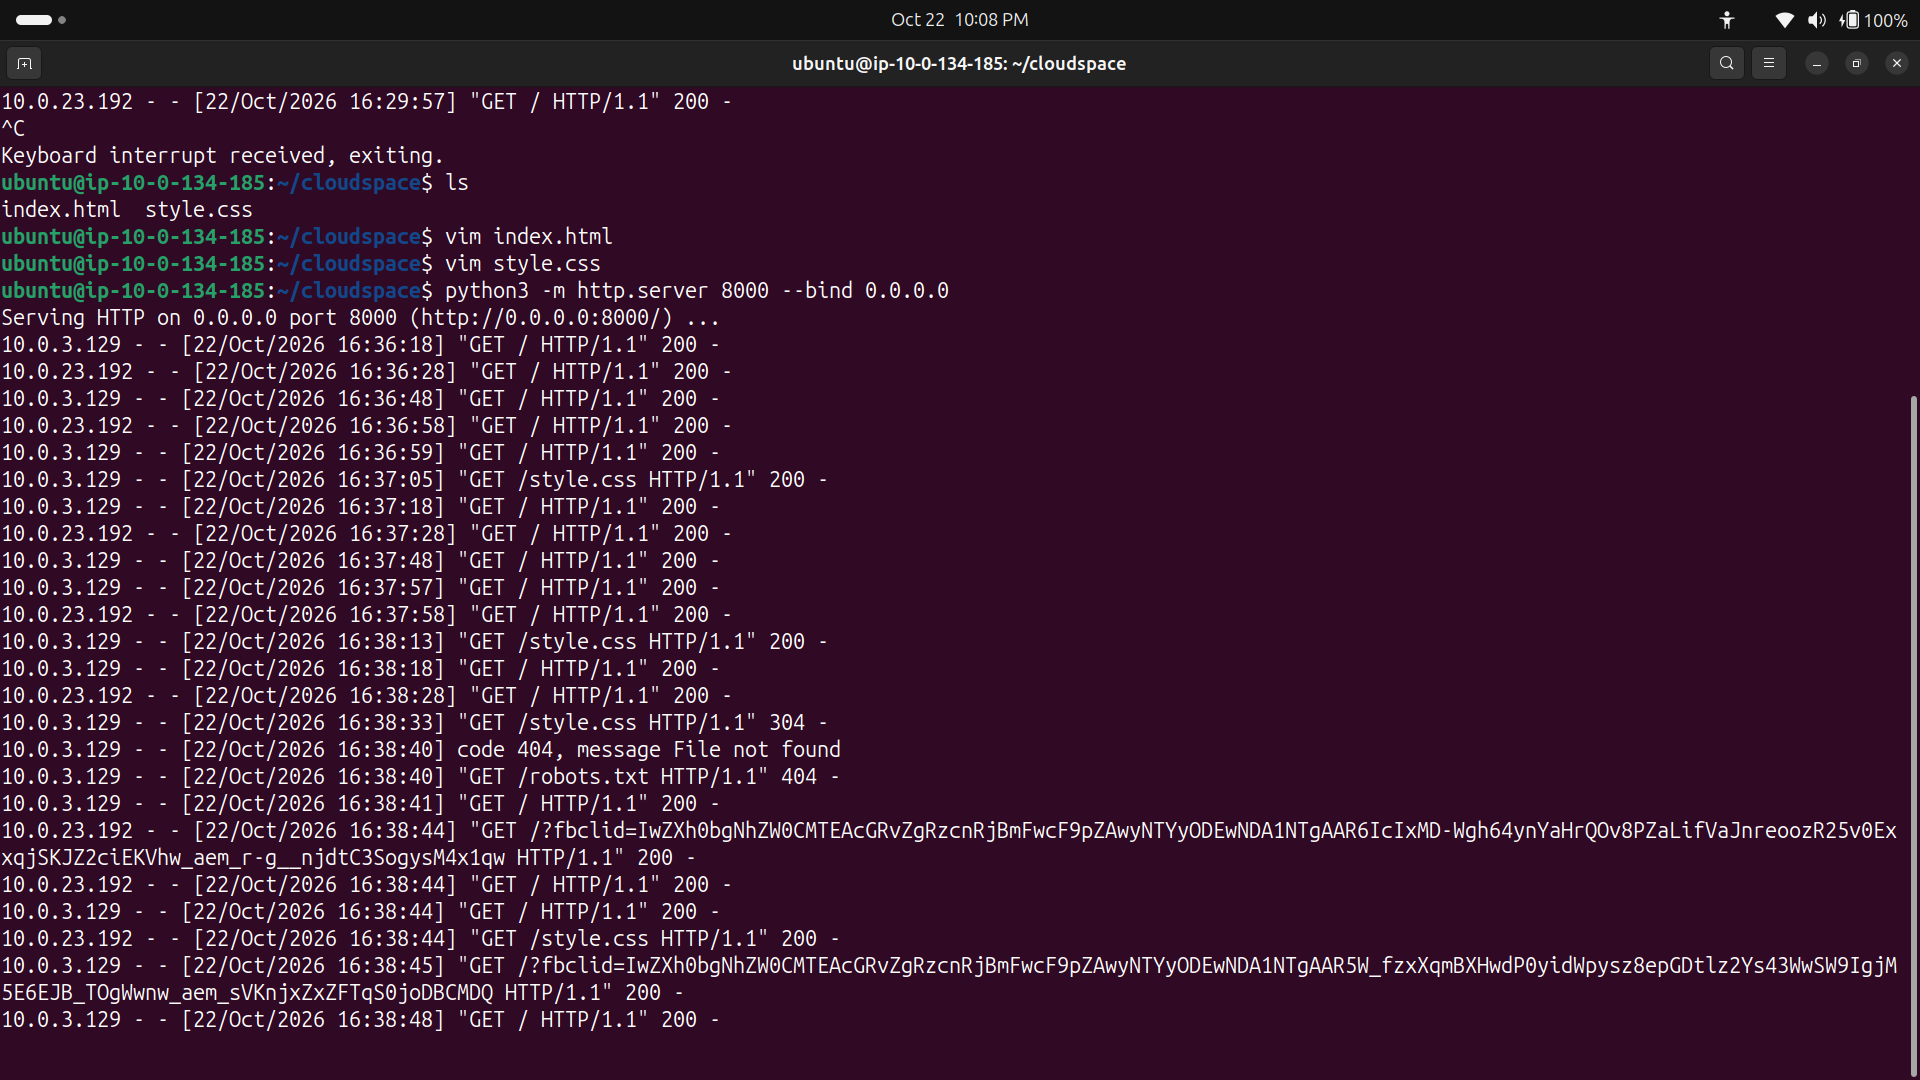 Oct 22 10:08 PM
100%
ubuntu@ip-10-0-134-185: ~/cloudspace
10.0.23.192 - - [22/Oct/2026 16:29:57] "GET / HTTP/1.1" 200 -
^C
Keyboard interrupt received, exiting.
ubuntu@ip-10-0-134-185:~/cloudspace$ ls
index.html  style.css
ubuntu@ip-10-0-134-185:~/cloudspace$ vim index.html
ubuntu@ip-10-0-134-185:~/cloudspace$ vim style.css
ubuntu@ip-10-0-134-185:~/cloudspace$ python3 -m http.server 8000 --bind 0.0.0.0
Serving HTTP on 0.0.0.0 port 8000 (http://0.0.0.0:8000/) ...
10.0.3.129 - - [22/Oct/2026 16:36:18] "GET / HTTP/1.1" 200 -
10.0.23.192 - - [22/Oct/2026 16:36:28] "GET / HTTP/1.1" 200 -
10.0.3.129 - - [22/Oct/2026 16:36:48] "GET / HTTP/1.1" 200 -
10.0.23.192 - - [22/Oct/2026 16:36:58] "GET / HTTP/1.1" 200 -
10.0.3.129 - - [22/Oct/2026 16:36:59] "GET / HTTP/1.1" 200 -
10.0.3.129 - - [22/Oct/2026 16:37:05] "GET /style.css HTTP/1.1" 200 -
10.0.3.129 - - [22/Oct/2026 16:37:18] "GET / HTTP/1.1" 200 -
10.0.23.192 - - [22/Oct/2026 16:37:28] "GET / HTTP/1.1" 200 -
10.0.3.129 - - [22/Oct/2026 16:37:48] "GET / HTTP/1.1" 200 -
10.0.3.129 - - [22/Oct/2026 16:37:57] "GET / HTTP/1.1" 200 -
10.0.23.192 - - [22/Oct/2026 16:37:58] "GET / HTTP/1.1" 200 -
10.0.3.129 - - [22/Oct/2026 16:38:13] "GET /style.css HTTP/1.1" 200 -
10.0.3.129 - - [22/Oct/2026 16:38:18] "GET / HTTP/1.1" 200 -
10.0.23.192 - - [22/Oct/2026 16:38:28] "GET / HTTP/1.1" 200 -
10.0.3.129 - - [22/Oct/2026 16:38:33] "GET /style.css HTTP/1.1" 304 -
10.0.3.129 - - [22/Oct/2026 16:38:40] code 404, message File not found
10.0.3.129 - - [22/Oct/2026 16:38:40] "GET /robots.txt HTTP/1.1" 404 -
10.0.3.129 - - [22/Oct/2026 16:38:41] "GET / HTTP/1.1" 200 -
10.0.23.192 - - [22/Oct/2026 16:38:44] "GET /?fbclid=IwZXh0bgNhZW0CMTEAcGRvZgRzcnRjBmFwcF9pZAwyNTYyODEwNDA1NTgAAR6IcIxMD-Wgh64ynYaHrQOv8PZaLifVaJnreoozR25v0Ex
xqjSKJZ2ciEKVhw_aem_r-g__njdtC3SogysM4x1qw HTTP/1.1" 200 -
10.0.23.192 - - [22/Oct/2026 16:38:44] "GET / HTTP/1.1" 200 -
10.0.3.129 - - [22/Oct/2026 16:38:44] "GET / HTTP/1.1" 200 -
10.0.23.192 - - [22/Oct/2026 16:38:44] "GET /style.css HTTP/1.1" 200 -
10.0.3.129 - - [22/Oct/2026 16:38:45] "GET /?fbclid=IwZXh0bgNhZW0CMTEAcGRvZgRzcnRjBmFwcF9pZAwyNTYyODEwNDA1NTgAAR5W_fzxXqmBXHwdP0yidWpysz8epGDtlz2Ys43WwSW9IgjM
5E6EJB_TOgWwnw_aem_sVKnjxZxZFTqS0joDBCMDQ HTTP/1.1" 200 -
10.0.3.129 - - [22/Oct/2026 16:38:48] "GET / HTTP/1.1" 200 -